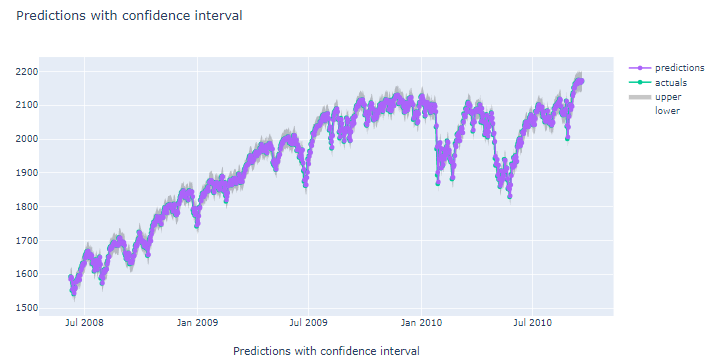 Predictions with confidence interval
predictions
actuals
upper
lower
2200
2100
2000
1900
1800
1700
1600
1500
Jul 2008
Jan 2009
Jul 2009
Jan 2010
Jul 2010
Predictions with confidence interval